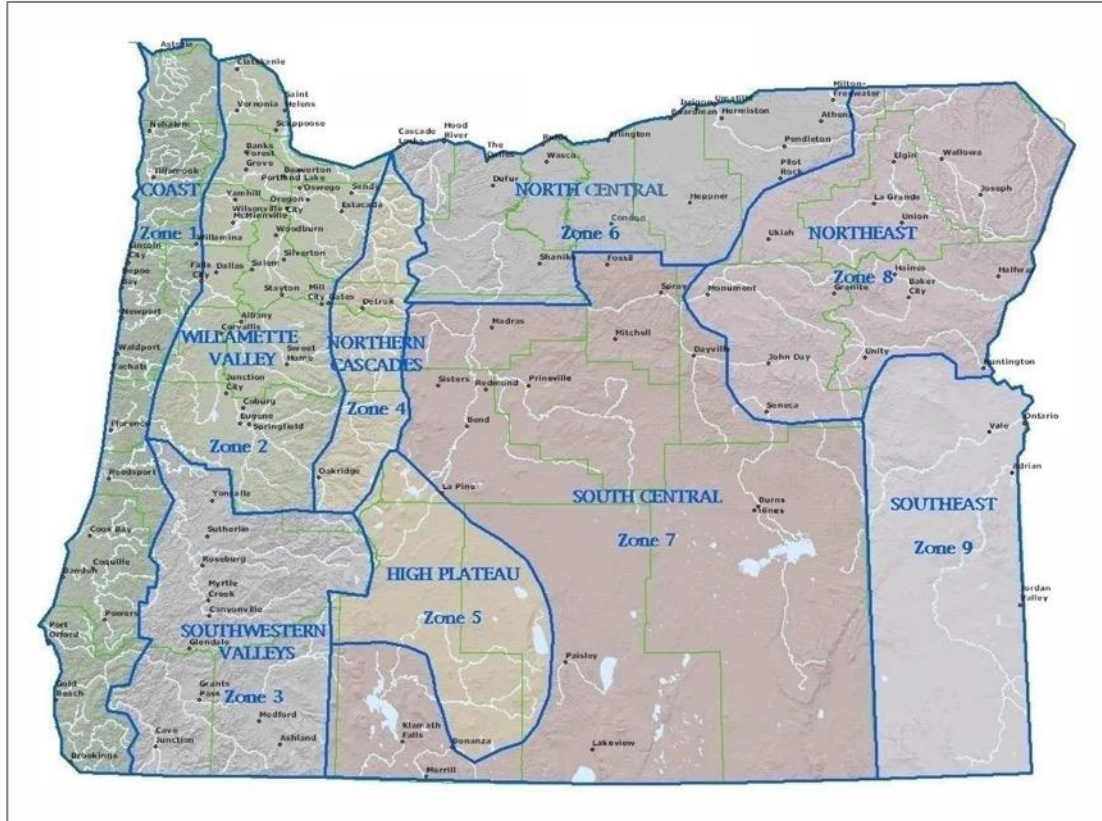 Astoria
Clatskanie
Vernonia
Saint
Helens
Scappoose
Nehalem
Banks
Forest
Grove
Tillamook
Beaverton
Portland
Lake
Oswego
Sandy
COAST
Zone 1
Yamhill
Oregon
City
Estacada
Wilsonville
McMinnville
Woodburn
Lincoln
City
Willamina
Silverton
Falls
City
Dallas
Salem
Depoe
Bay
Stayton
Mill
City
Gates
Detroit
Newport
Albany
Corvallis
WILLAMETTE
VALLEY
Zone 2
Sweet
Home
NORTHERN
CASCADES
Zone 4
Waldport
Yachats
Junction
City
Coburg
Eugene
Springfield
Florence
Reedsport
Oakridge
Cascade
Locks
Hood
River
The
Dalles
Rufus
Wasco
Arlington
Boardman
Irrigon
Umatilla
Hermiston
Milton-
Freewater
Athena
Pendleton
Pilot
Rock
Dufur
NORTH CENTRAL
Zone 6
Heppner
Condon
Shaniko
Fossil
Elgin
Wallowa
La Grande
Joseph
Union
NORTHEAST
Zone 8
Ukiah
Haines
Baker
City
Halfway
Granite
Spray
Monument
Madras
Mitchell
Dayville
John Day
Unity
Huntington
Sisters
Redmond
Prineville
Seneca
Bend
Ontario
Vale
Adrian
La Pine
SOUTH CENTRAL
Zone 7
Burns
Hines
SOUTHEAST
Zone 9
Jordan
Valley
Yoncalla
Coos Bay
Sutherlin
Bandon
Coquille
Roseburg
Myrtle
Creek
Canyonville
HIGH PLATEAU
Zone 5
Powers
Port
Orford
SOUTHWESTERN
VALLEYS
Zone 3
Glendale
Paisley
Gold
Beach
Grants
Pass
Medford
Cave
Junction
Ashland
Klamath
Falls
Bonanza
Lakeview
Brookings
Merrill